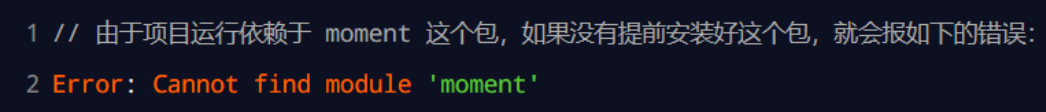 1 // 由于项目运行依赖于 moment 这个包，如果没有提前安装好这个包，就会报如下的错误：
2 Error: Cannot find module 'moment'